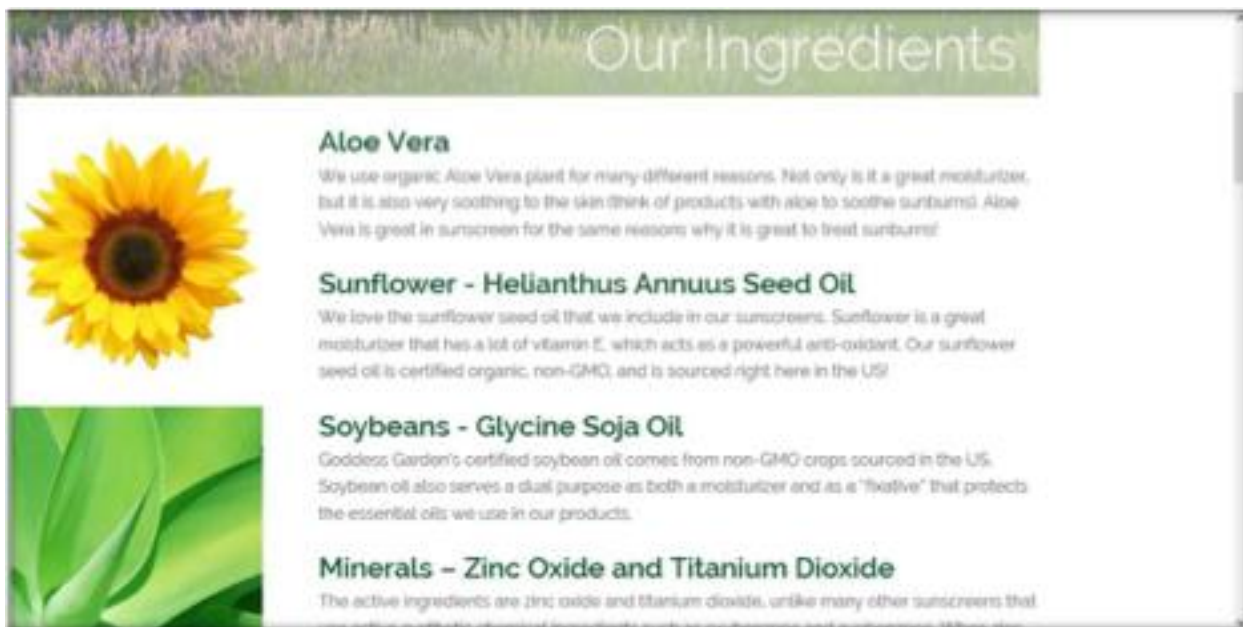 Our Ingredients
Aloe Vera
We use organic Aloe Vera plant for many different reasons. Not only is it a great moisturizer,
but it is also very soothing to the skin (think of products with aloe to soothe sunburns). Aloe
Vera is great in sunscreen for the same reasons why it is great to treat sunburns!
Sunflower - Helianthus Annuus Seed Oil
We love the sunflower seed oil that we include in our sunscreens. Sunflower is a great
moisturizer that has a lot of vitamin E, which acts as a powerful anti-oxidant. Our sunflower
seed oil is certified organic, non-GMO, and is sourced right here in the US!
Soybeans - Glycine Soja Oil
Goddess Garden's certified soybean oil comes from non-GMO crops sourced in the US.
Soybean oil also serves a dual purpose as both a moisturizer and as a "fixative" that protects
the essential oils we use in our products.
Minerals – Zinc Oxide and Titanium Dioxide
The active ingredients are zinc oxide and titanium dioxide, unlike many other sunscreens that